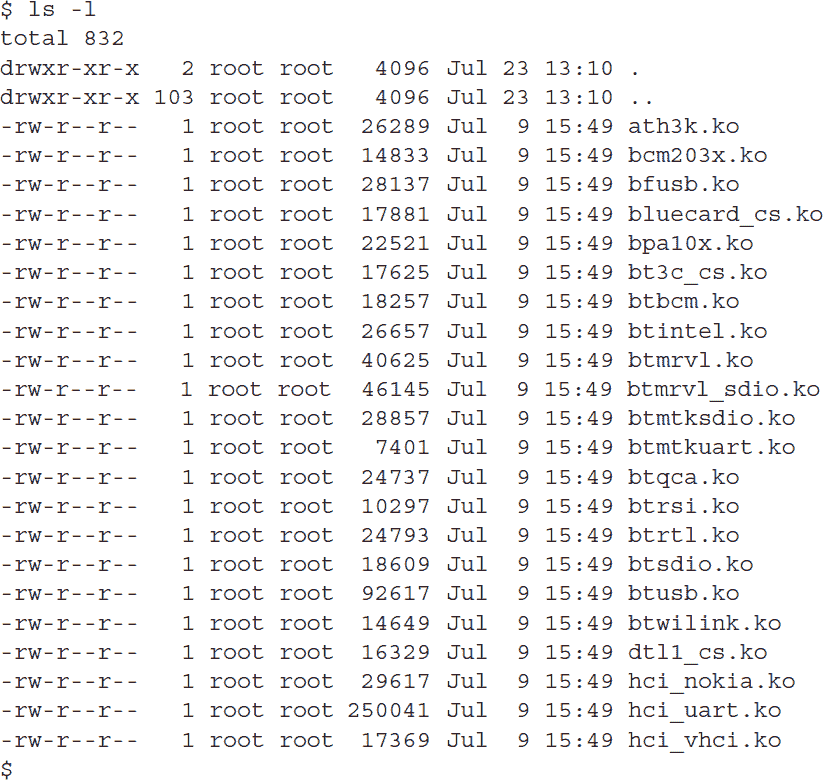 $ ls -l
total 832
drwxr-xr-x   2 root root   4096 Jul 23 13:10 .
drwxr-xr-x 103 root root   4096 Jul 23 13:10 ..
-rw-r--r--   1 root root  26289 Jul  9 15:49 ath3k.ko
-rw-r--r--   1 root root  14833 Jul  9 15:49 bcm203x.ko
-rw-r--r--   1 root root  28137 Jul  9 15:49 bfusb.ko
-rw-r--r--   1 root root  17881 Jul  9 15:49 bluecard_cs.ko
-rw-r--r--   1 root root  22521 Jul  9 15:49 bpa10x.ko
-rw-r--r--   1 root root  17625 Jul  9 15:49 bt3c_cs.ko
-rw-r--r--   1 root root  18257 Jul  9 15:49 btbcm.ko
-rw-r--r--   1 root root  26657 Jul  9 15:49 btintel.ko
-rw-r--r--   1 root root  40625 Jul  9 15:49 btmrvl.ko
-rw-r--r--   1 root root  46145 Jul  9 15:49 btmrvl_sdio.ko
-rw-r--r--   1 root root  28857 Jul  9 15:49 btmtksdio.ko
-rw-r--r--   1 root root   7401 Jul  9 15:49 btmtkuart.ko
-rw-r--r--   1 root root  24737 Jul  9 15:49 btqca.ko
-rw-r--r--   1 root root  10297 Jul  9 15:49 btrsi.ko
-rw-r--r--   1 root root  24793 Jul  9 15:49 btrtl.ko
-rw-r--r--   1 root root  18609 Jul  9 15:49 btsdio.ko
-rw-r--r--   1 root root  92617 Jul  9 15:49 btusb.ko
-rw-r--r--   1 root root  14649 Jul  9 15:49 btwilink.ko
-rw-r--r--   1 root root  16329 Jul  9 15:49 dtl1_cs.ko
-rw-r--r--   1 root root  29617 Jul  9 15:49 hci_nokia.ko
-rw-r--r--   1 root root 250041 Jul  9 15:49 hci_uart.ko
-rw-r--r--   1 root root  17369 Jul  9 15:49 hci_vhci.ko
$